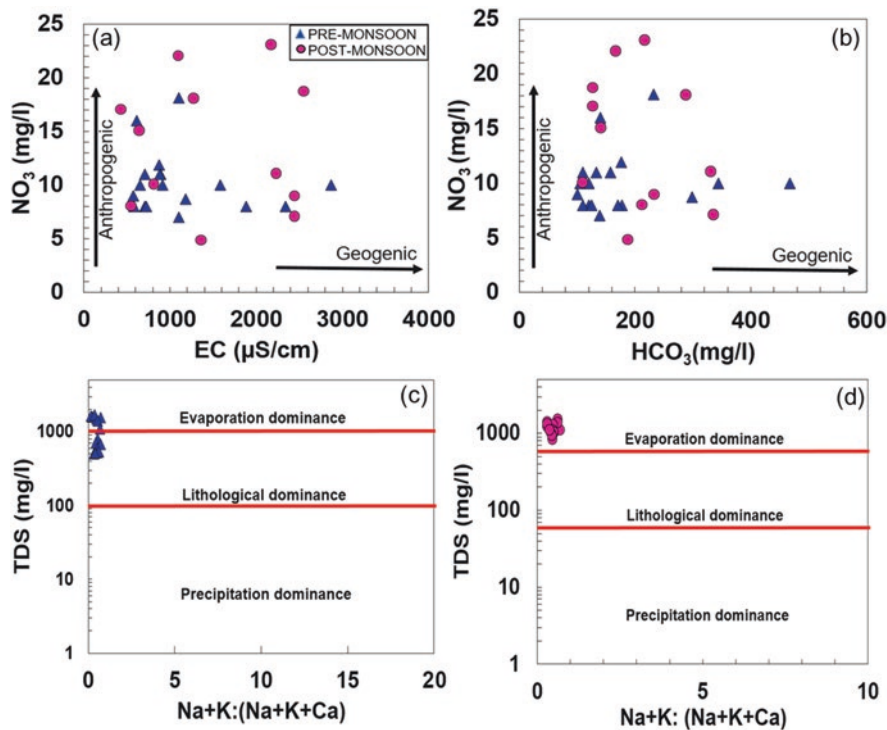 (a)
PRE-MONSOON
POST-MONSOON
25
20
15
10
5
0
NO3 (mg/l)
Anthropogenic
Geogenic
0 1000 2000 3000 4000
EC (µS/cm)
(b)
25
20
15
10
5
0
NO3 (mg/l)
Anthropogenic
Geogenic
0 200 400 600
HCO3(mg/l)
(c)
1000
100
10
1
TDS (mg/l)
Evaporation dominance
Lithological dominance
Precipitation dominance
0 5 10 15 20
Na+K:(Na+K+Ca)
(d)
1000
100
10
1
TDS (mg/l)
Evaporation dominance
Lithological dominance
Precipitation dominance
0 5 10
Na+K: (Na+K+Ca)